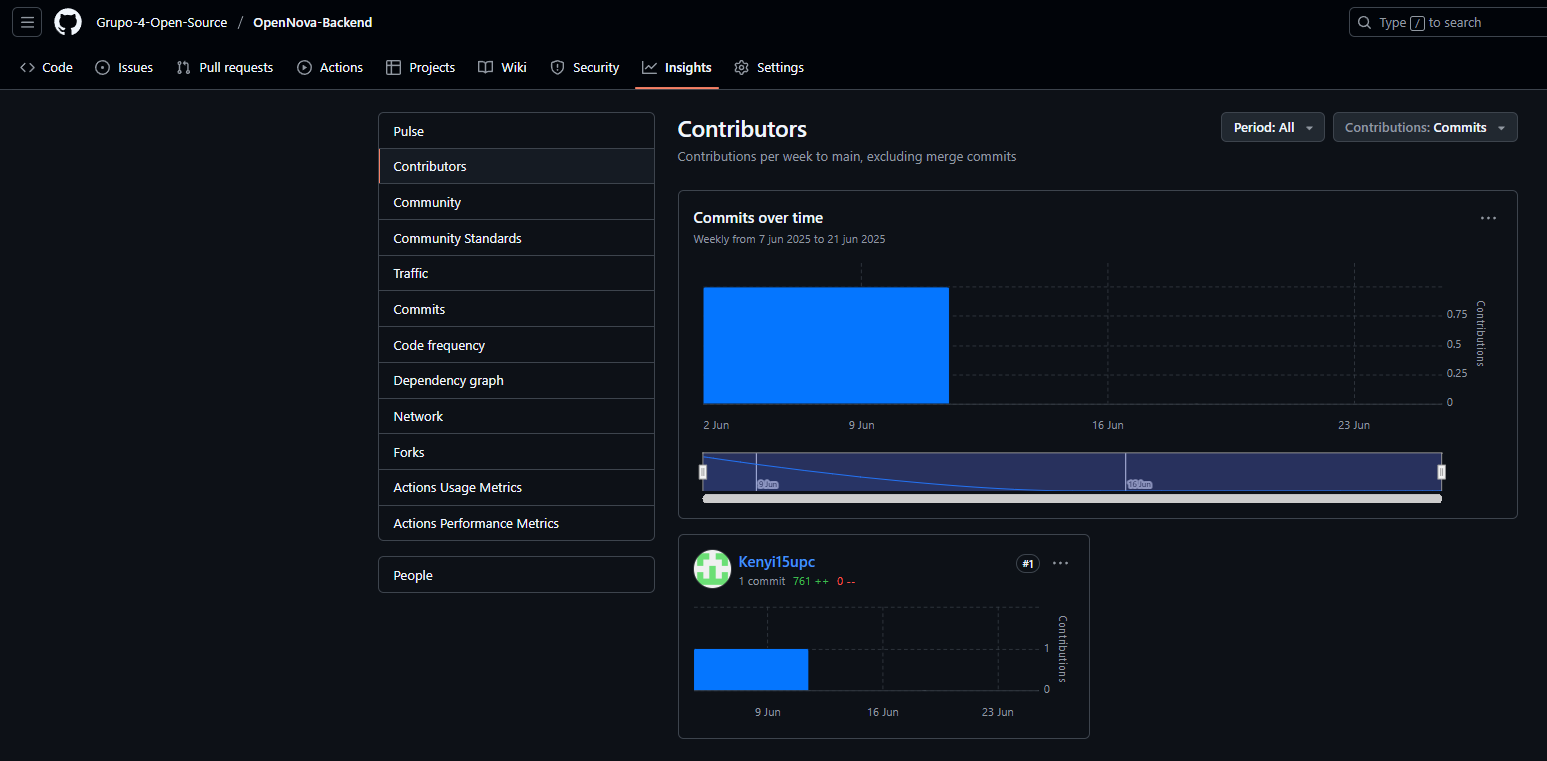 Grupo-4-Open-Source / OpenNova-Backend
Type / to search
Code Issues Pull requests Actions Projects Wiki Security Insights Settings
Pulse
Contributors
Community
Community Standards
Traffic
Commits
Code frequency
Dependency graph
Network
Forks
Actions Usage Metrics
Actions Performance Metrics
People
Contributors
Period: All
Contributions: Commits
Contributions per week to main, excluding merge commits
Commits over time
Weekly from 7 jun 2025 to 21 jun 2025
0.75
0.5
0.25
0
Contributions
2 Jun 9 Jun 16 Jun 23 Jun
9 Jun 16 Jun
Kenyi15upc
#1
1 commit 761 ++ 0 --
1
0
Contributions
9 Jun 16 Jun 23 Jun